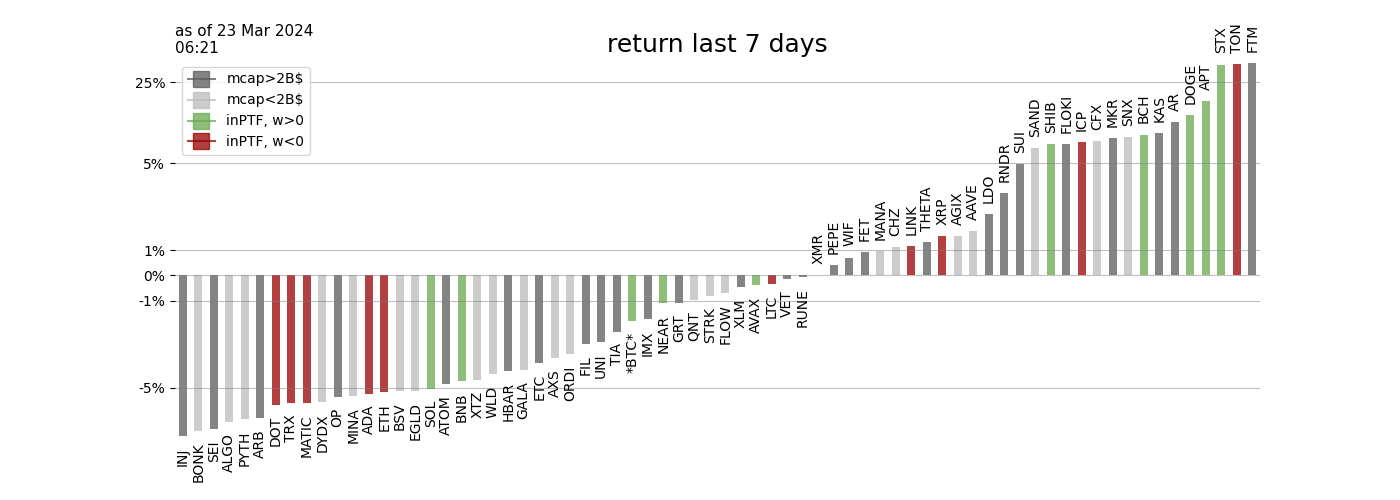 as of 23 Mar 2024
06:21
return last 7 days
mcap>2B$
mcap<2B$
inPTF, w>0
inPTF, w<0
25%
5%
1%
0%
-1%
-5%
INJ
BONK
SEI
ALGO
PYTH
ARB
DOT
TRX
MATIC
DYDX
OP
MINA
ADA
ETH
BSV
EGLD
SOL
ATOM
BNB
XTZ
WLD
HBAR
GALA
ETC
AXS
ORDI
FIL
UNI
TIA
*BTC*
IMX
NEAR
GRT
QNT
STRK
FLOW
XLM
AVAX
LTC
VET
RUNE
XMR
PEPE
WIF
FET
MANA
CHZ
LINK
THETA
XRP
AGIX
AAVE
LDO
RNDR
SUI
SAND
SHIB
FLOKI
ICP
CFX
MKR
SNX
BCH
KAS
AR
DOGE
APT
STX
TON
FTM